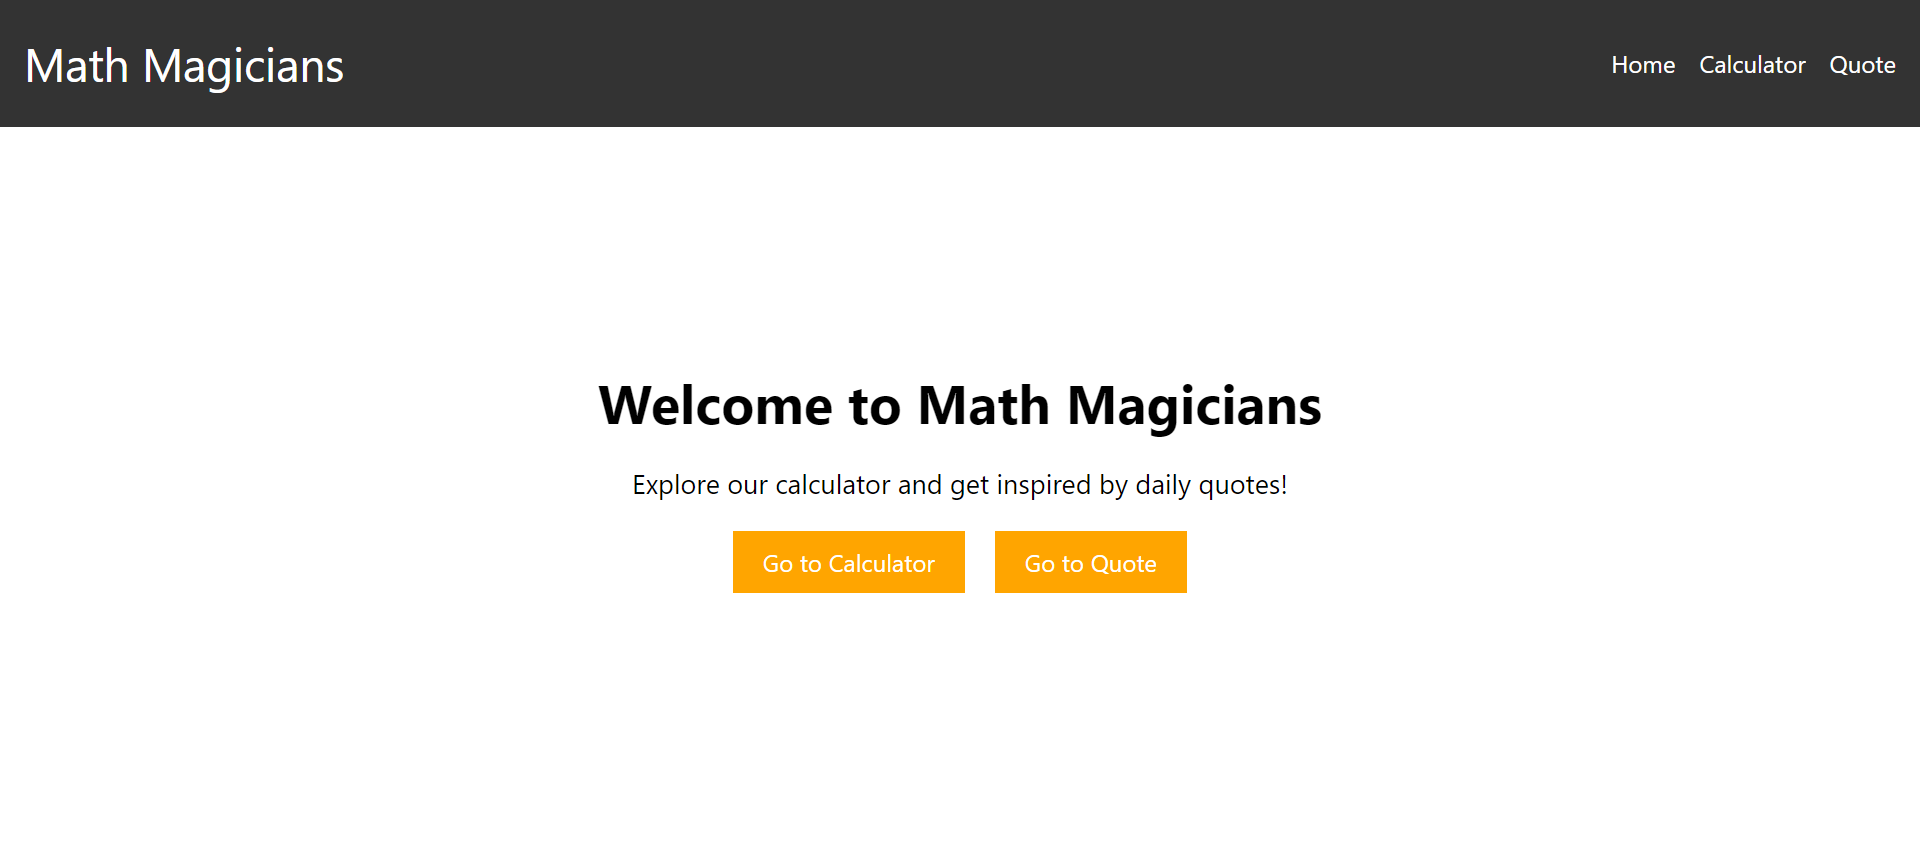 Math Magicians
Home Calculator Quote
Welcome to Math Magicians
Explore our calculator and get inspired by daily quotes!
Go to Calculator Go to Quote